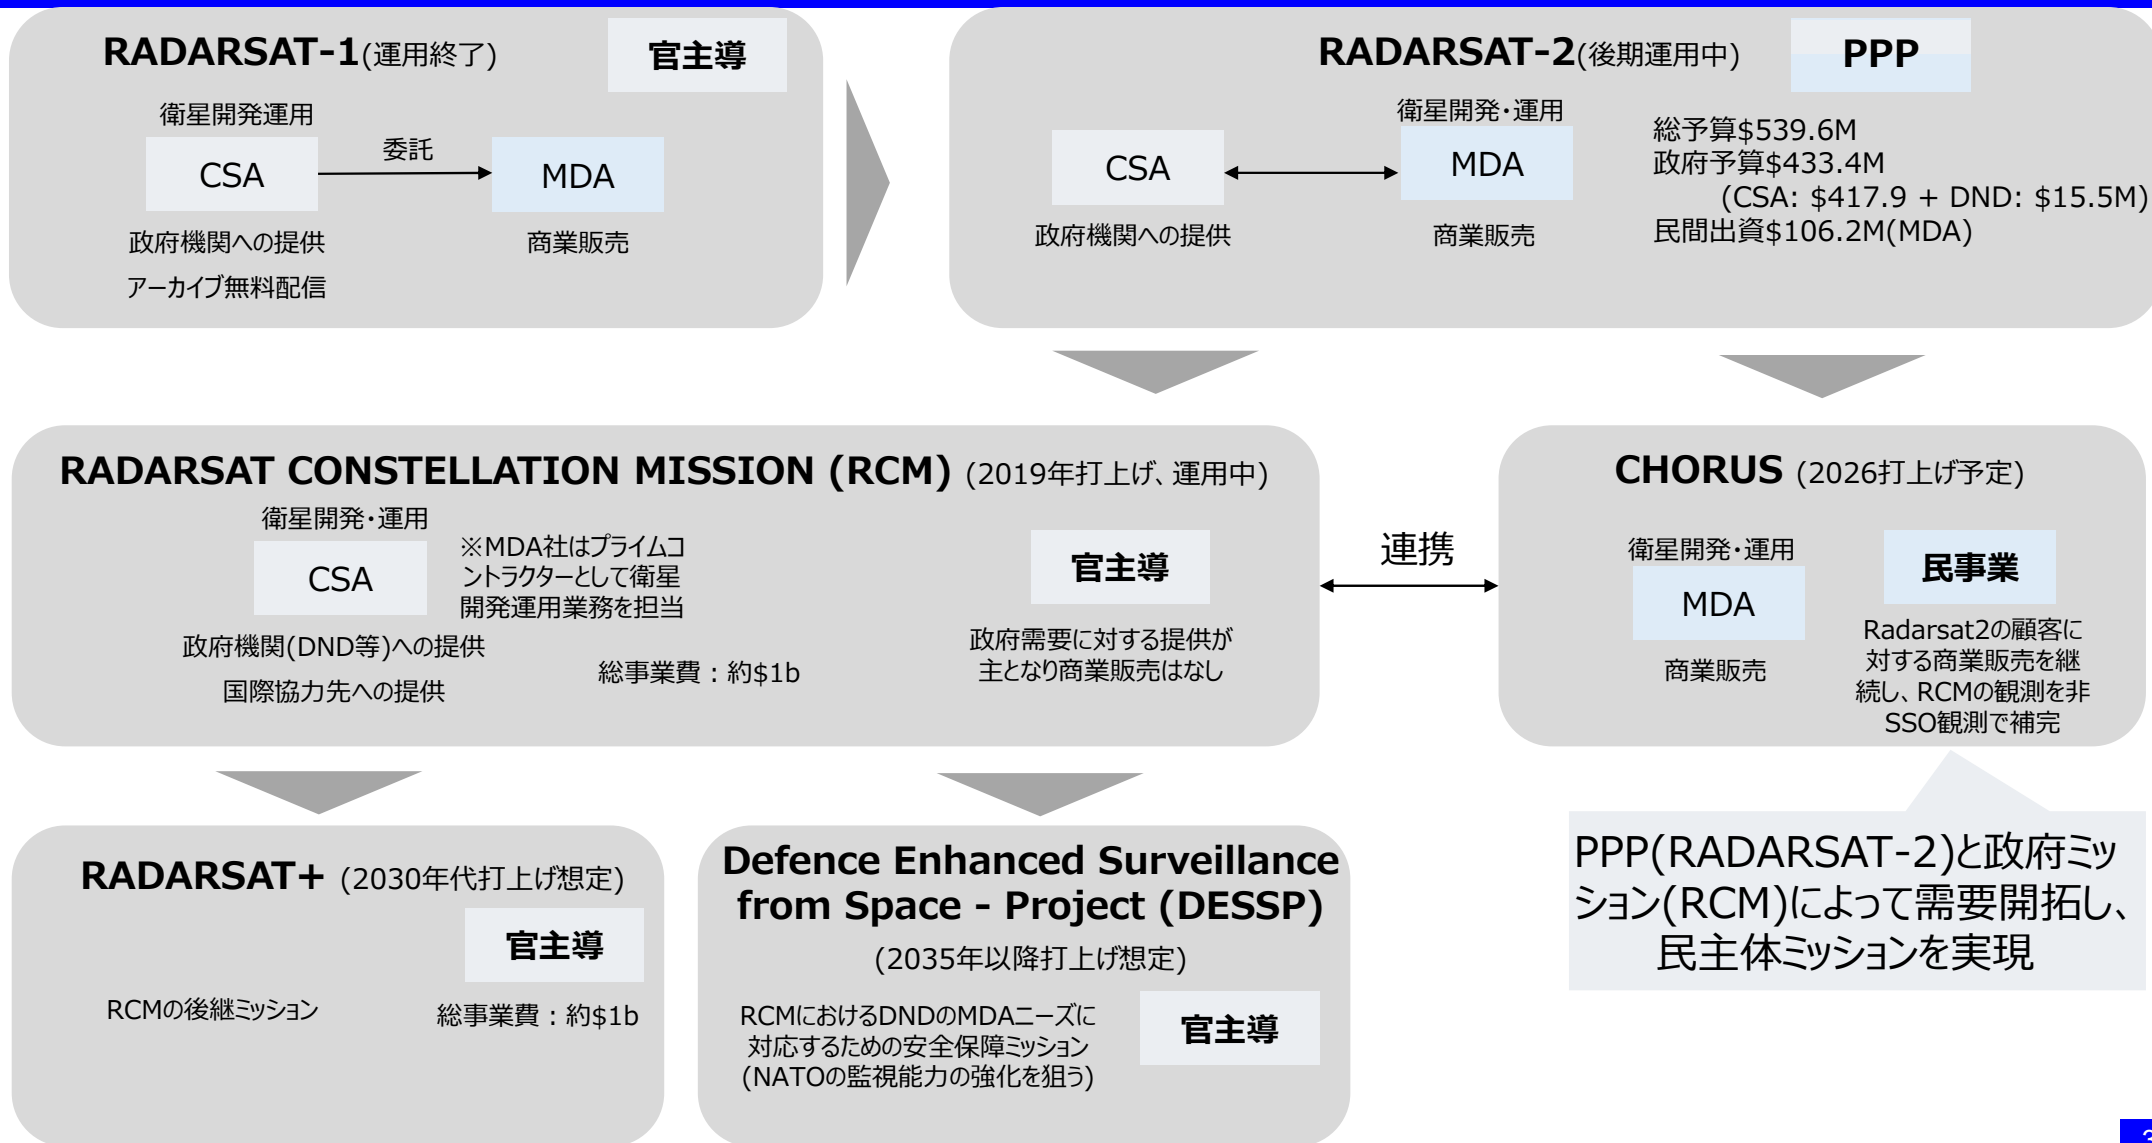 RADARSAT-1(運用終了)
官主導
衛星開発運用
CSA
委託
MDA
政府機関への提供
商業販売
アーカイブ無料配信
RADARSAT-2(後期運用中)
PPP
衛星開発・運用
CSA
MDA
政府機関への提供
商業販売
総予算$539.6M
政府予算$433.4M
(CSA: $417.9 + DND: $15.5M)
民間出資$106.2M(MDA)
RADARSAT CONSTELLATION MISSION (RCM) (2019年打上げ、運用中)
衛星開発・運用
CSA
※MDA社はプライムコ
ントラクターとして衛星
開発運用業務を担当
官主導
政府機関(DND等)への提供
国際協力先への提供
総事業費：約$1b
政府需要に対する提供が
主となり商業販売はなし
連携
CHORUS (2026打上げ予定)
衛星開発・運用
MDA
商業販売
民事業
Radarsat2の顧客に
対する商業販売を継
続し、RCMの観測を非
SSO観測で補完
RADARSAT+ (2030年代打上げ想定)
官主導
RCMの後継ミッション
総事業費：約$1b
Defence Enhanced Surveillance
from Space - Project (DESSP)
(2035年以降打上げ想定)
RCMにおけるDNDのMDAニーズに
対応するための安全保障ミッション
(NATOの監視能力の強化を狙う)
官主導
PPP(RADARSAT-2)と政府ミッ
ション(RCM)によって需要開拓し、
民主体ミッションを実現